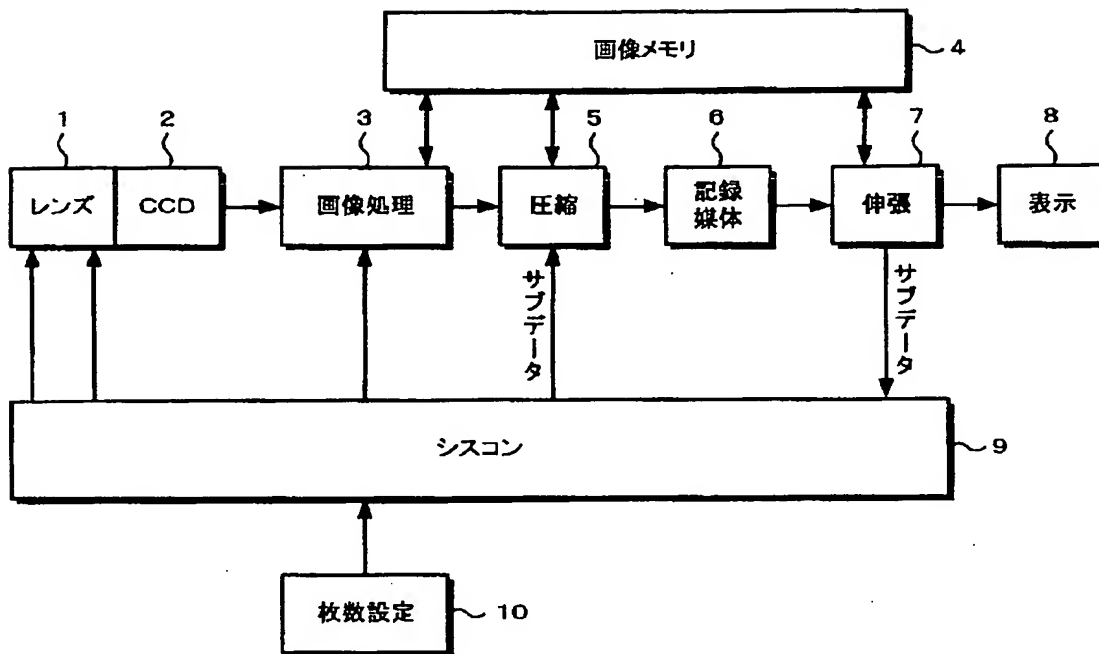 画像メモリ
4
1
2
3
5
6
7
8
レンズ
CCD
画像処理
圧縮
記録
媒体
伸張
表示
サブデータ
サブデータ
シスコン
9
枚数設定
10